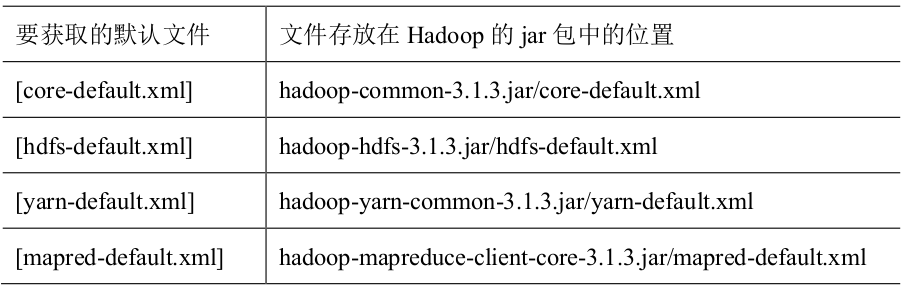 要获取的默认文件 文件存放在 Hadoop 的 jar 包中的位置
[core-default.xml] hadoop-common-3.1.3.jar/core-default.xml
[hdfs-default.xml] hadoop-hdfs-3.1.3.jar/hdfs-default.xml
[yarn-default.xml] hadoop-yarn-common-3.1.3.jar/yarn-default.xml
[mapred-default.xml] hadoop-mapreduce-client-core-3.1.3.jar/mapred-default.xml